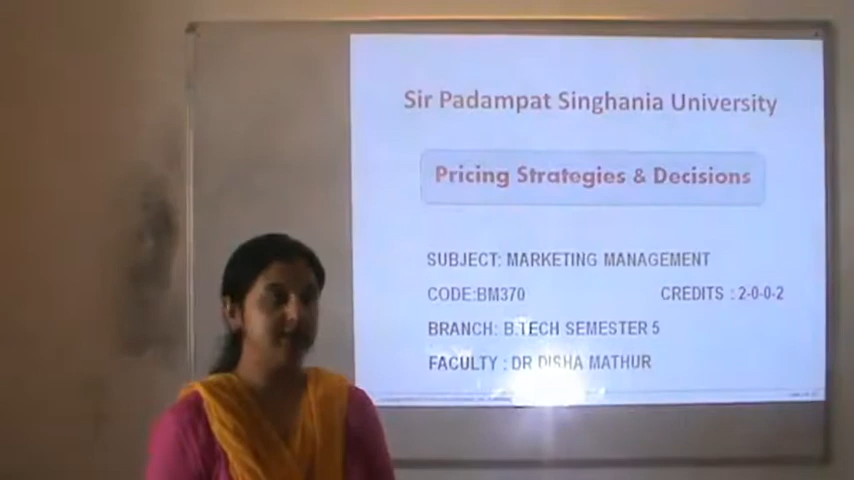 Sir Padampat Singhania University
Pricing Strategies & Decisions
SUBJECT: MARKETING MANAGEMENT
CODE:BM370 CREDITS : 2-0-0-2
BRANCH: B.TECH SEMESTER 5
FACULTY : DR DISHA MATHUR